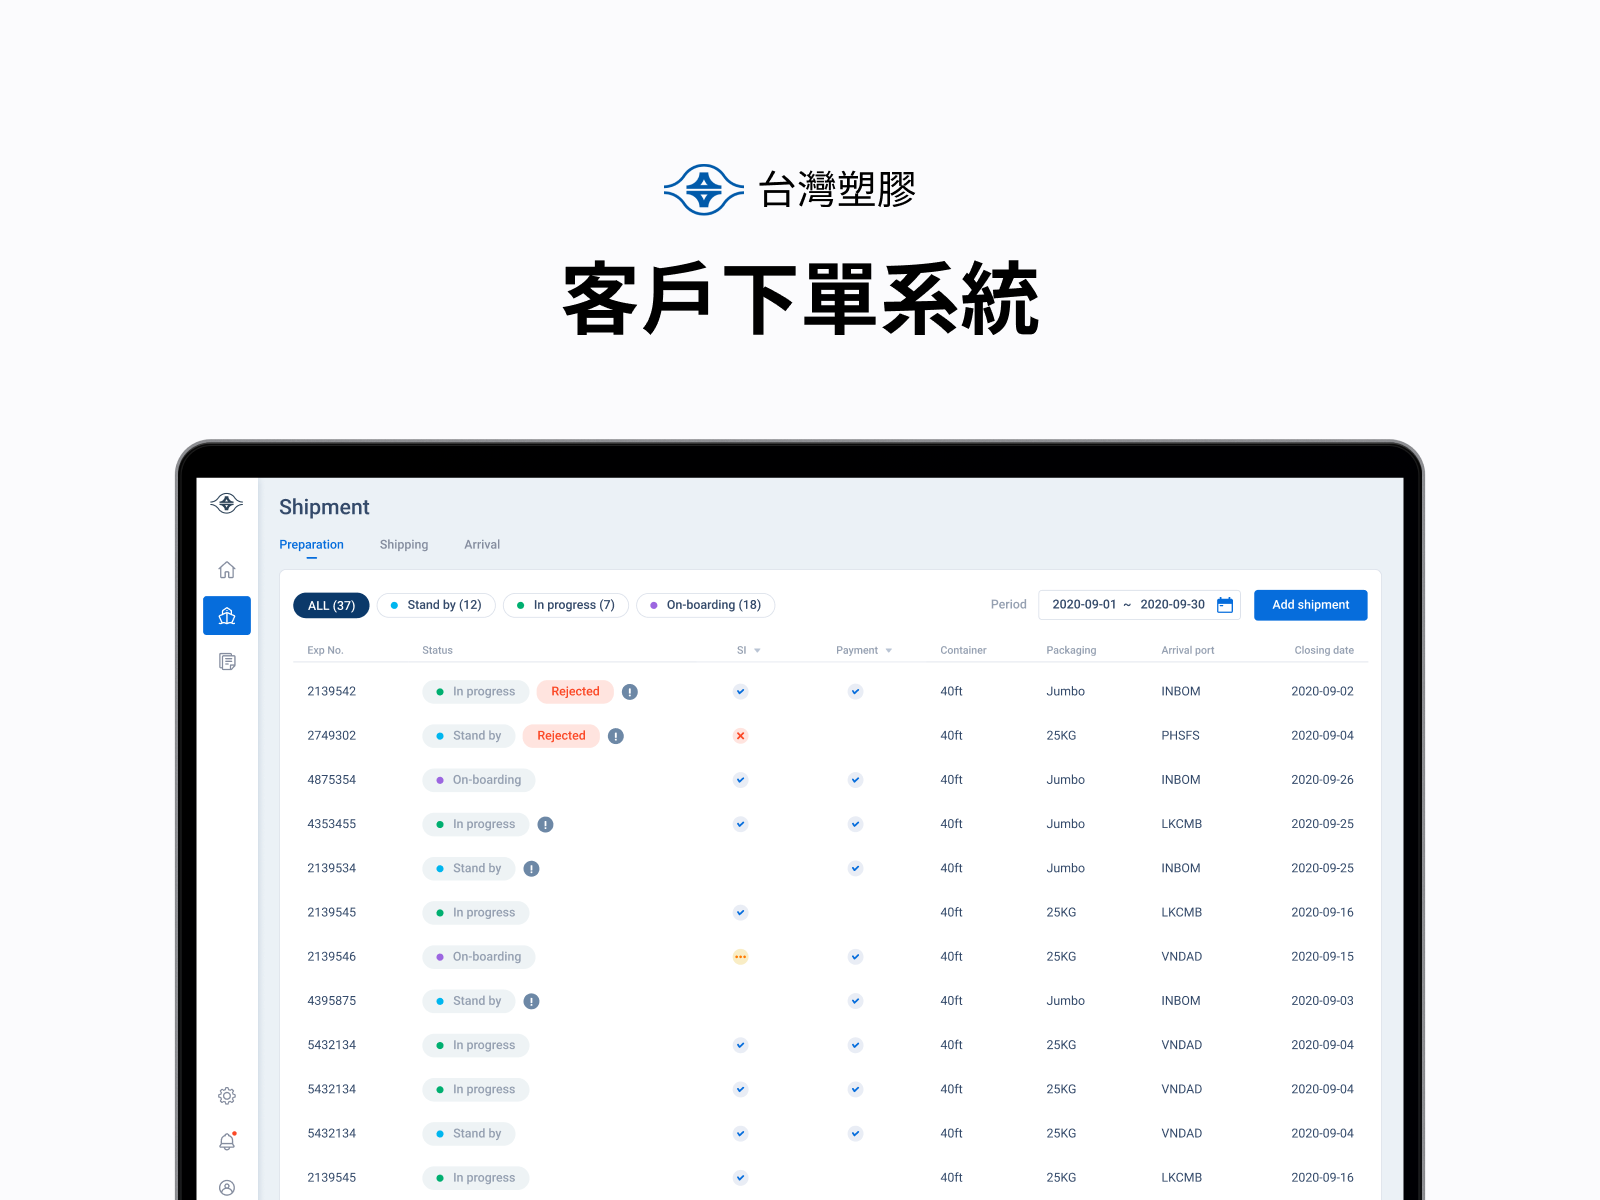 台灣塑膠
客戶下單系統
Shipment
Preparation Shipping Arrival
ALL (37) Stand by (12) In progress (7) On-boarding (18) Period 2020-09-01 ~ 2020-09-30 Add shipment
Exp No. Status SI Payment Container Packaging Arrival port Closing date
2139542 In progress Rejected ! 40ft Jumbo INBOM 2020-09-02
2749302 Stand by Rejected ! 40ft 25KG PHSFS 2020-09-04
4875354 On-boarding 40ft Jumbo INBOM 2020-09-26
4353455 In progress ! 40ft Jumbo LKCMB 2020-09-25
2139534 Stand by ! 40ft Jumbo INBOM 2020-09-25
2139545 In progress 40ft 25KG LKCMB 2020-09-16
2139546 On-boarding 40ft 25KG VNDAD 2020-09-15
4395875 Stand by ! 40ft Jumbo INBOM 2020-09-03
5432134 In progress 40ft 25KG VNDAD 2020-09-04
5432134 In progress 40ft 25KG VNDAD 2020-09-04
5432134 Stand by 40ft 25KG VNDAD 2020-09-04
2139545 In progress 40ft 25KG LKCMB 2020-09-16